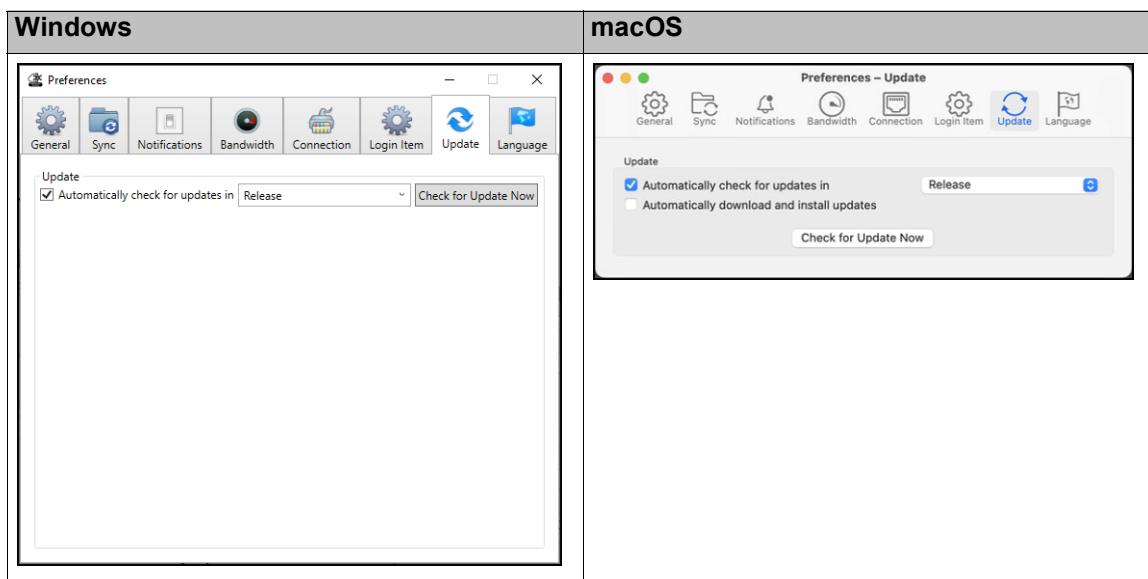 Windows
macOS
Preferences
General Sync Notifications Bandwidth Connection Login Item Update Language
Update
Automatically check for updates in Release Check for Update Now
Preferences – Update
General Sync Notifications Bandwidth Connection Login Item Update Language
Update
Automatically check for updates in Release
Automatically download and install updates
Check for Update Now